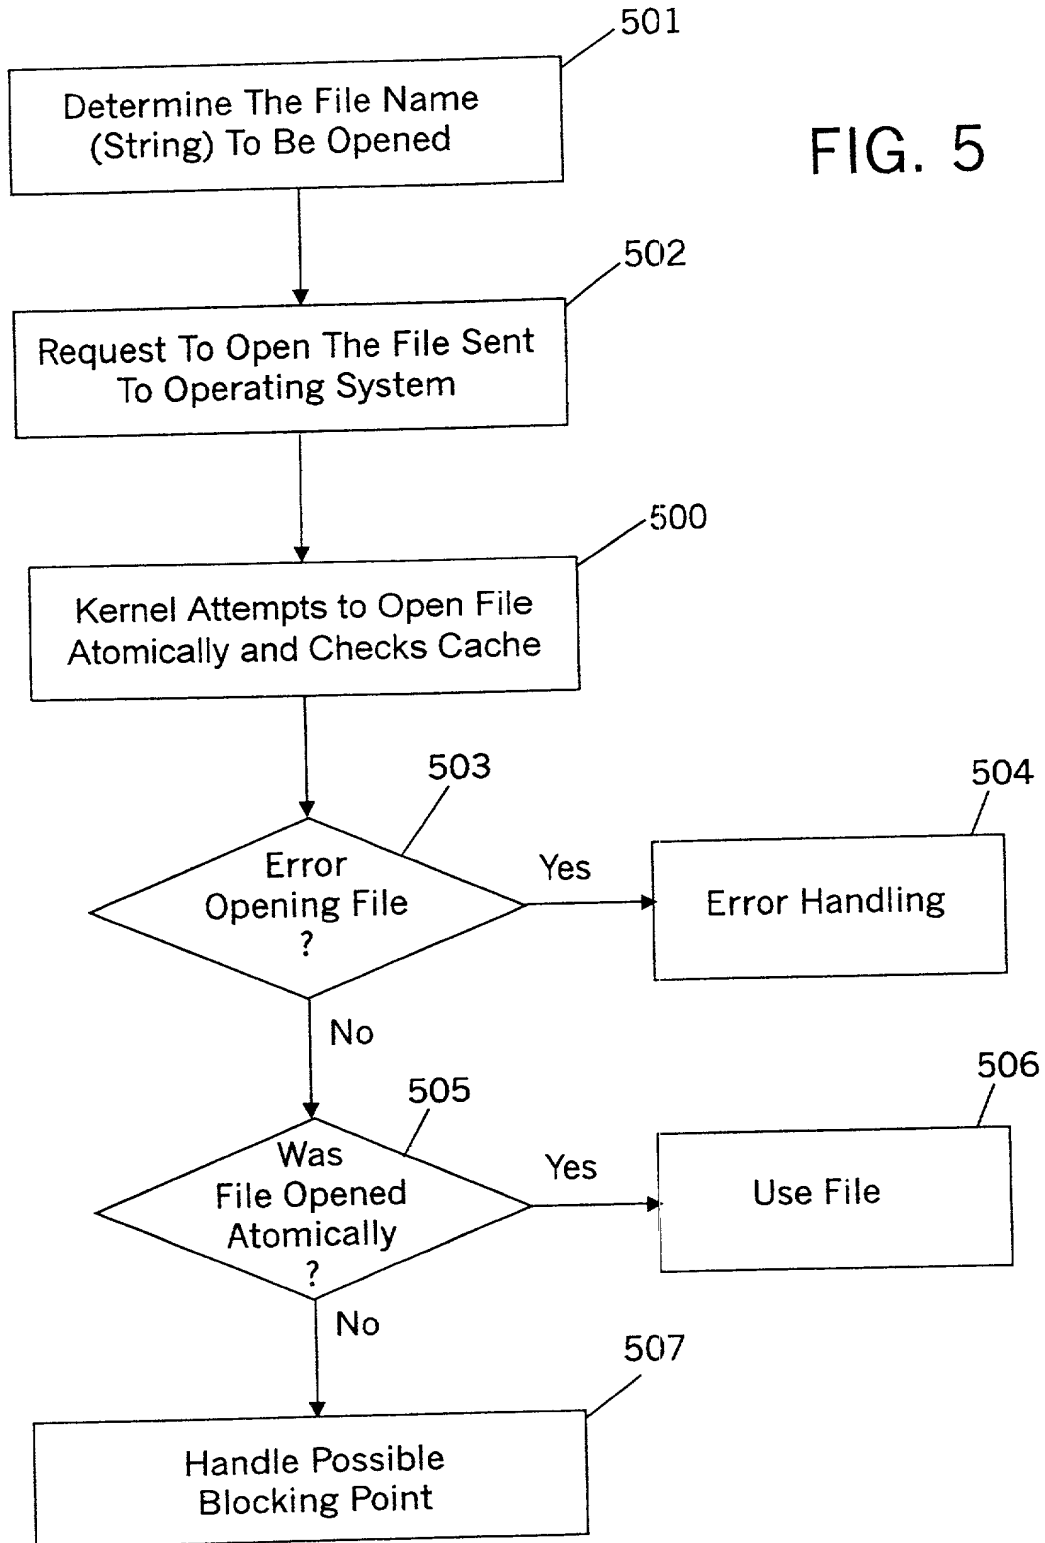 501
Determine The File Name
(String) To Be Opened
FIG. 5
502
Request To Open The File Sent
To Operating System
500
Kernel Attempts to Open File
Atomically and Checks Cache
503
Error
Opening File
?
Yes
504
Error Handling
No
505
Was
File Opened
Atomically
?
Yes
506
Use File
No
507
Handle Possible
Blocking Point